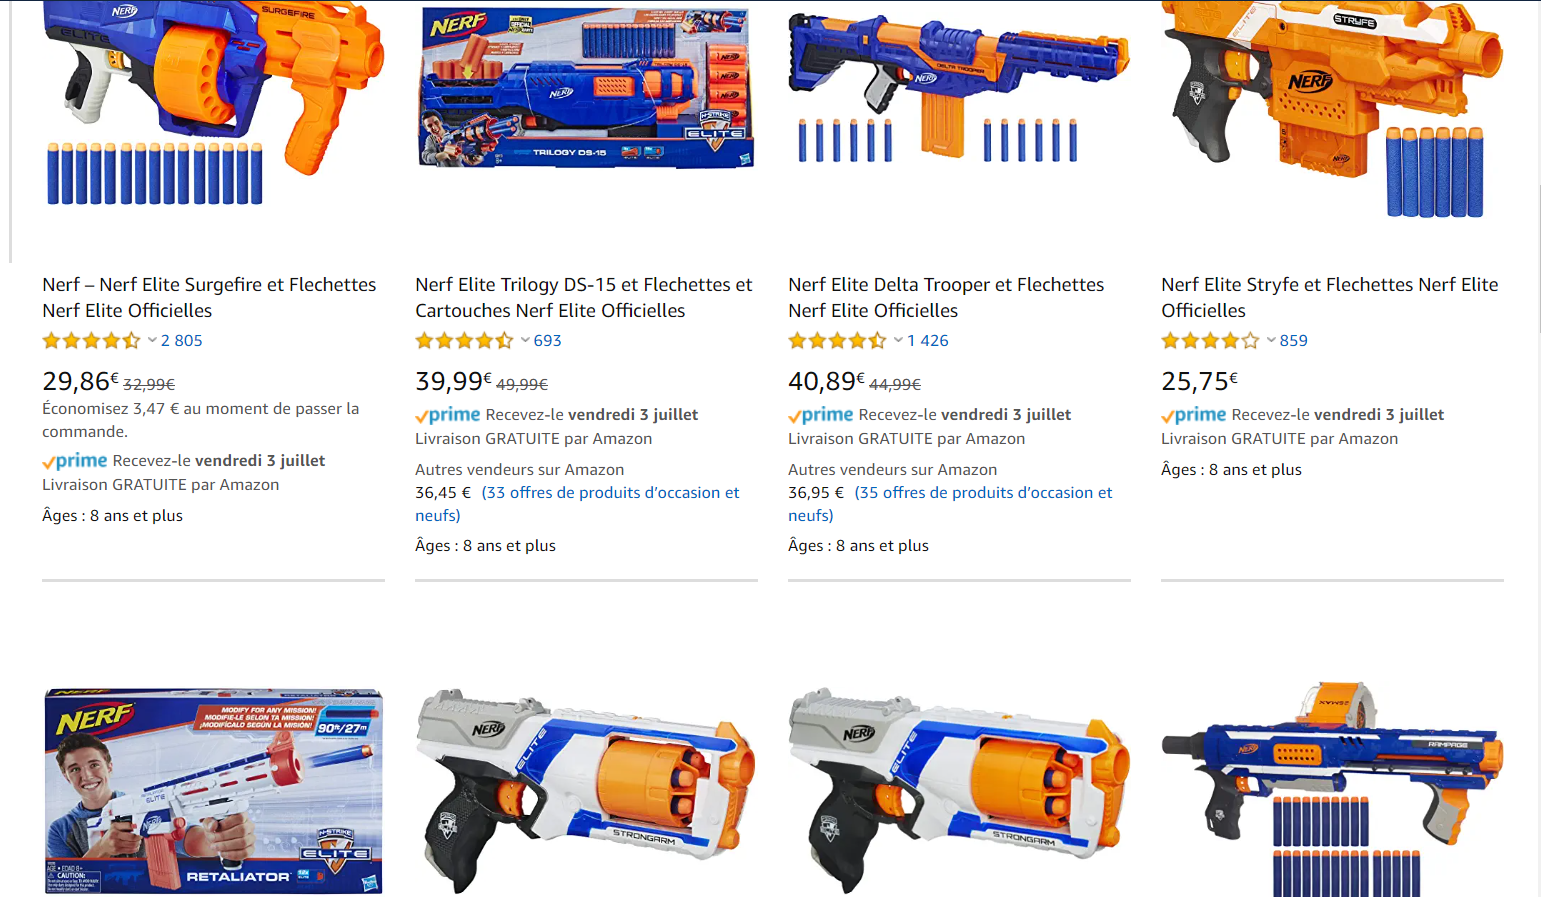 NERF
ELITE
SURGEFIRE
NERF
OFFICIAL
NERF
N-STRIKE
ELITE
TRILOGY DS-15
NERF
DELTA TROOPER
ELITE
STRYFE
NERF
NERF
Nerf – Nerf Elite Surgefire et Flechettes
Nerf Elite Officielles
2 805
29,86€ 32,99€
Économisez 3,47 € au moment de passer la
commande.
prime Recevez-le vendredi 3 juillet
Livraison GRATUITE par Amazon
Âges : 8 ans et plus
Nerf Elite Trilogy DS-15 et Flechettes et
Cartouches Nerf Elite Officielles
693
39,99€ 49,99€
prime Recevez-le vendredi 3 juillet
Livraison GRATUITE par Amazon
Autres vendeurs sur Amazon
36,45 € (33 offres de produits d’occasion et
neufs)
Âges : 8 ans et plus
Nerf Elite Delta Trooper et Flechettes
Nerf Elite Officielles
1 426
40,89€ 44,99€
prime Recevez-le vendredi 3 juillet
Livraison GRATUITE par Amazon
Autres vendeurs sur Amazon
36,95 € (35 offres de produits d’occasion et
neufs)
Âges : 8 ans et plus
Nerf Elite Stryfe et Flechettes Nerf Elite
Officielles
859
25,75€
prime Recevez-le vendredi 3 juillet
Livraison GRATUITE par Amazon
Âges : 8 ans et plus
NERF
MODIFY FOR ANY MISSION!
MODIFIE-LE SELON TA MISSION!
¡MODIFÍCALO SEGÚN LA MISIÓN!
90ft/27m
NERF
N-STRIKE
ELITE
CAUTION:
RETALIATOR
NERF
ELITE
STRONGARM
NERF
ELITE
STRONGARM
NERF
RAMPAGE